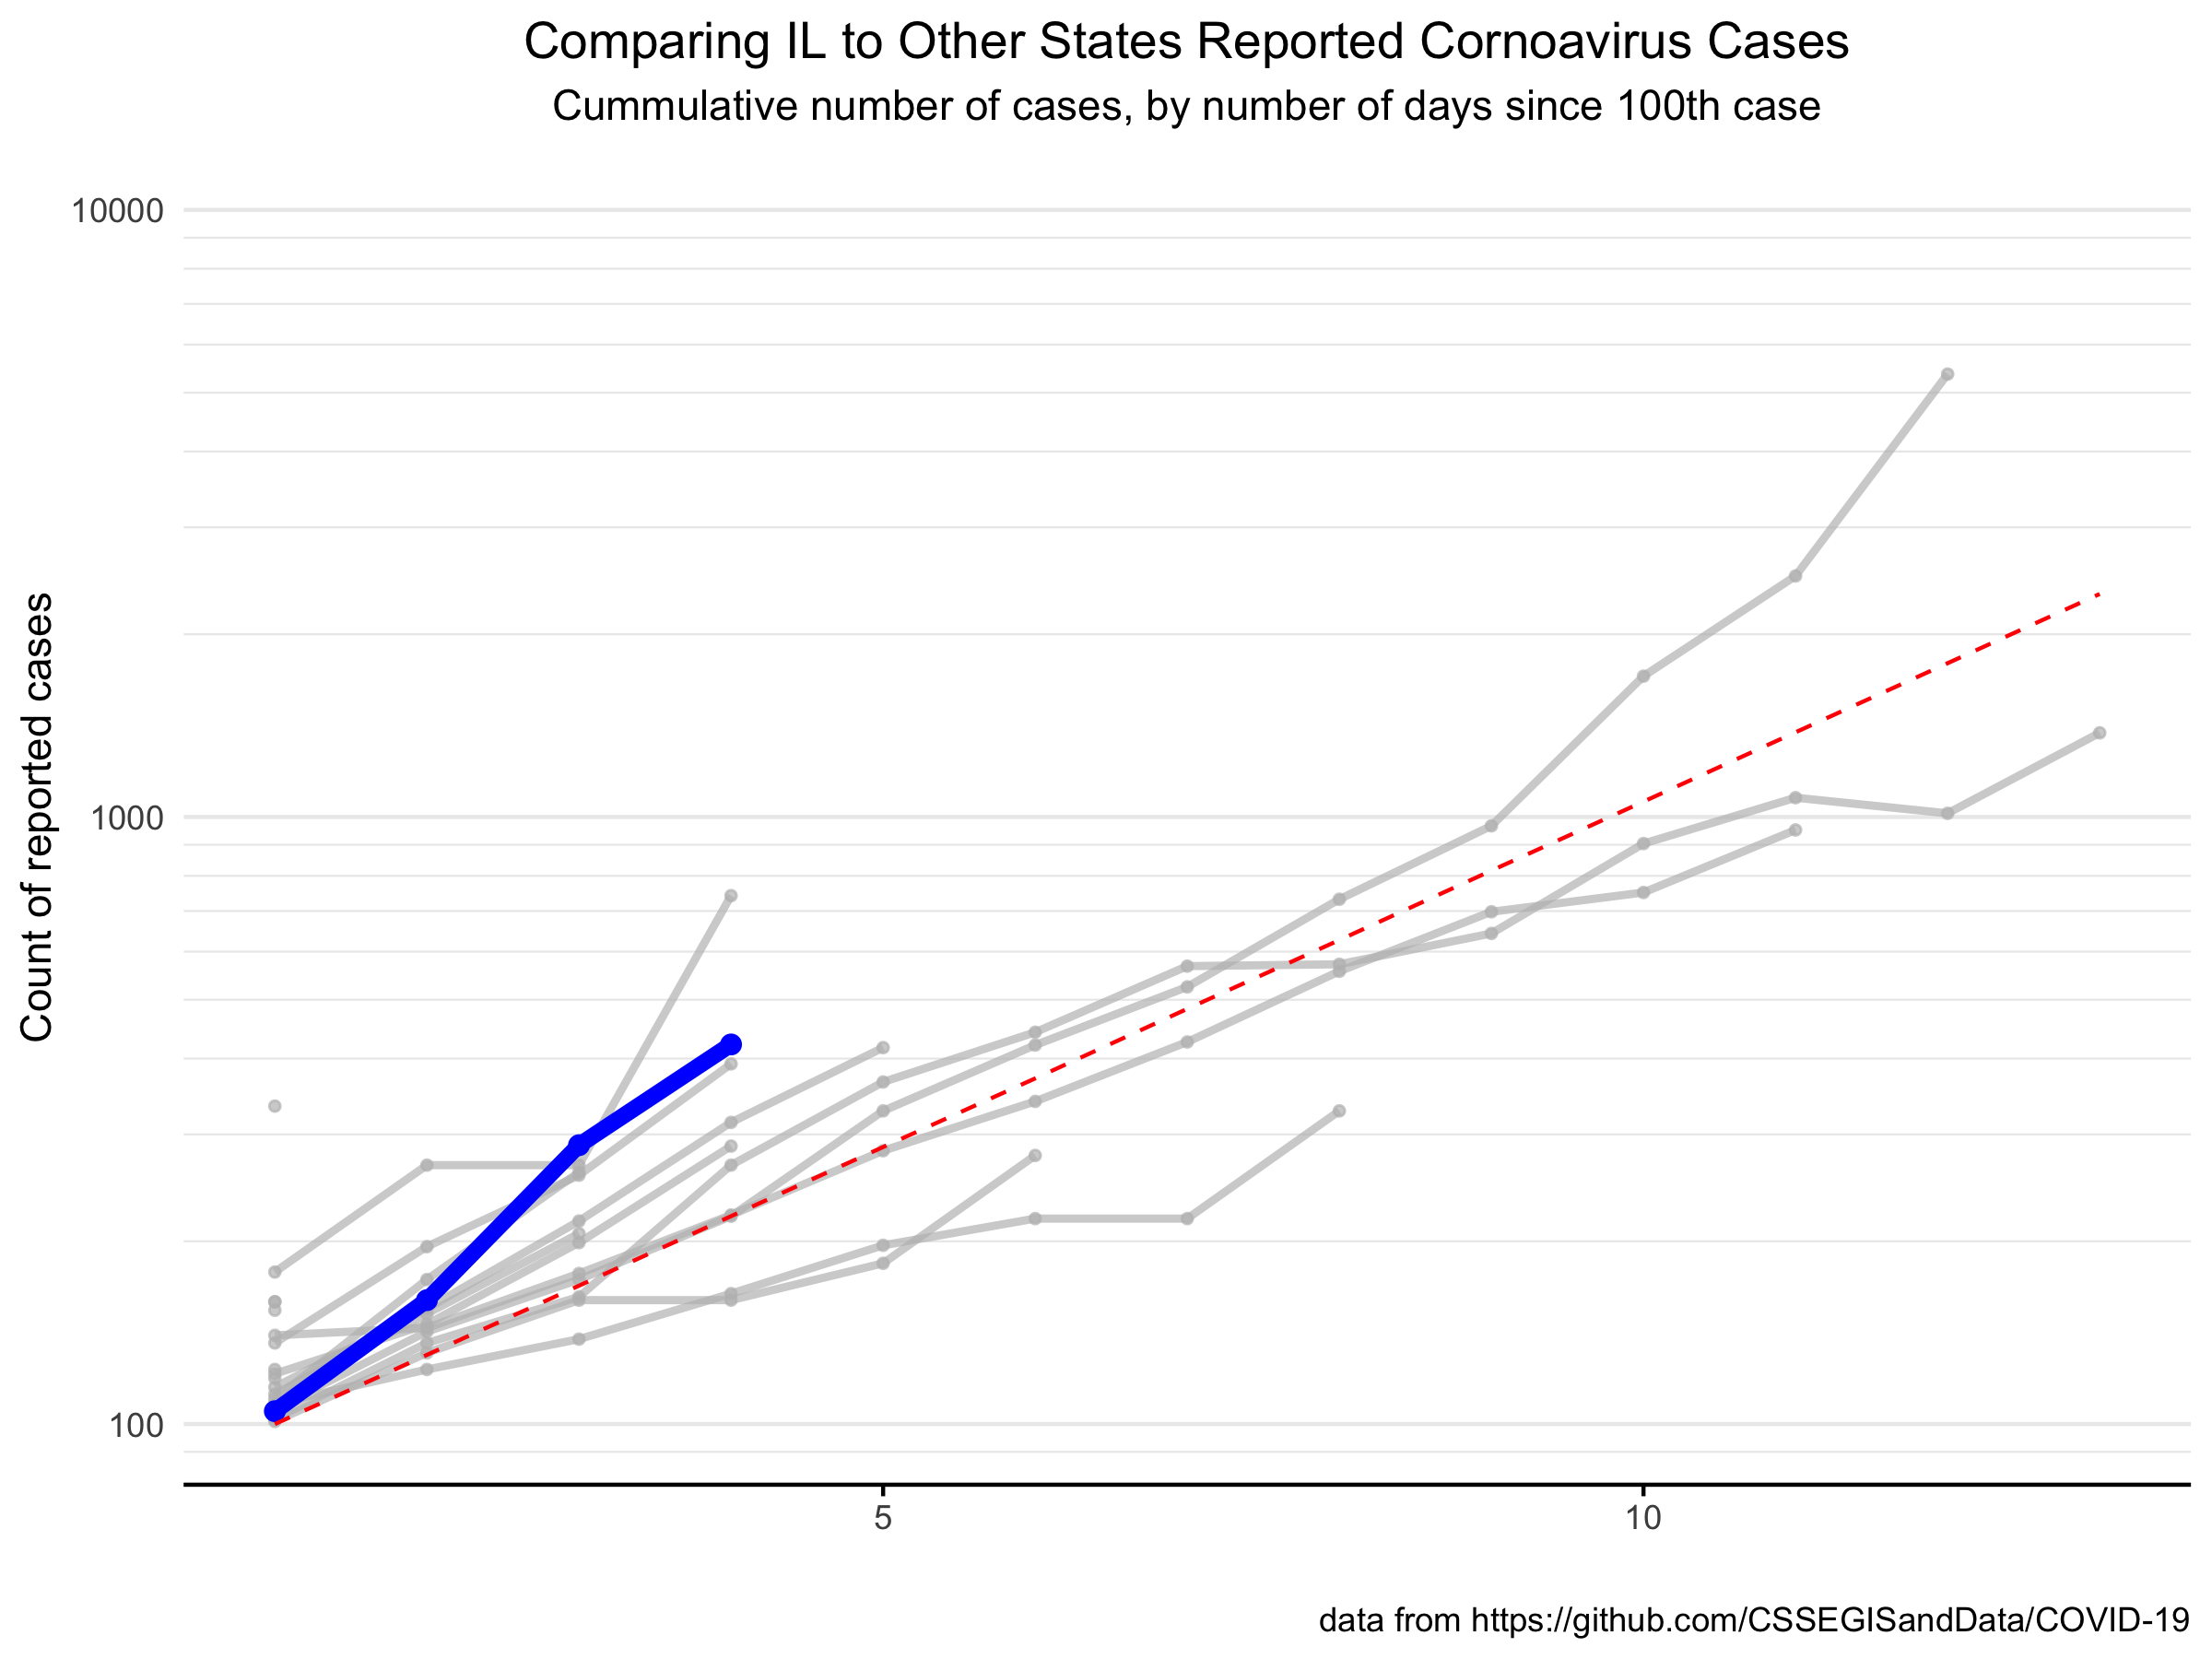 Comparing IL to Other States Reported Cornoavirus Cases
Cummulative number of cases, by number of days since 100th case
10000
1000
100
Count of reported cases
5
10
data from https://github.com/CSSEGISandData/COVID-19